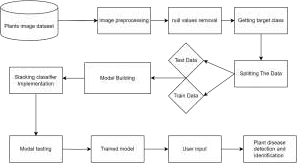 Plants image dataset
Image preprocessing
null values removal
Getting target class
Splitting The Data
Test Data
Train Data
Model Building
Stacking classifier
Implementation
Model testing
Trained model
User input
Plant disease
detection and
identification